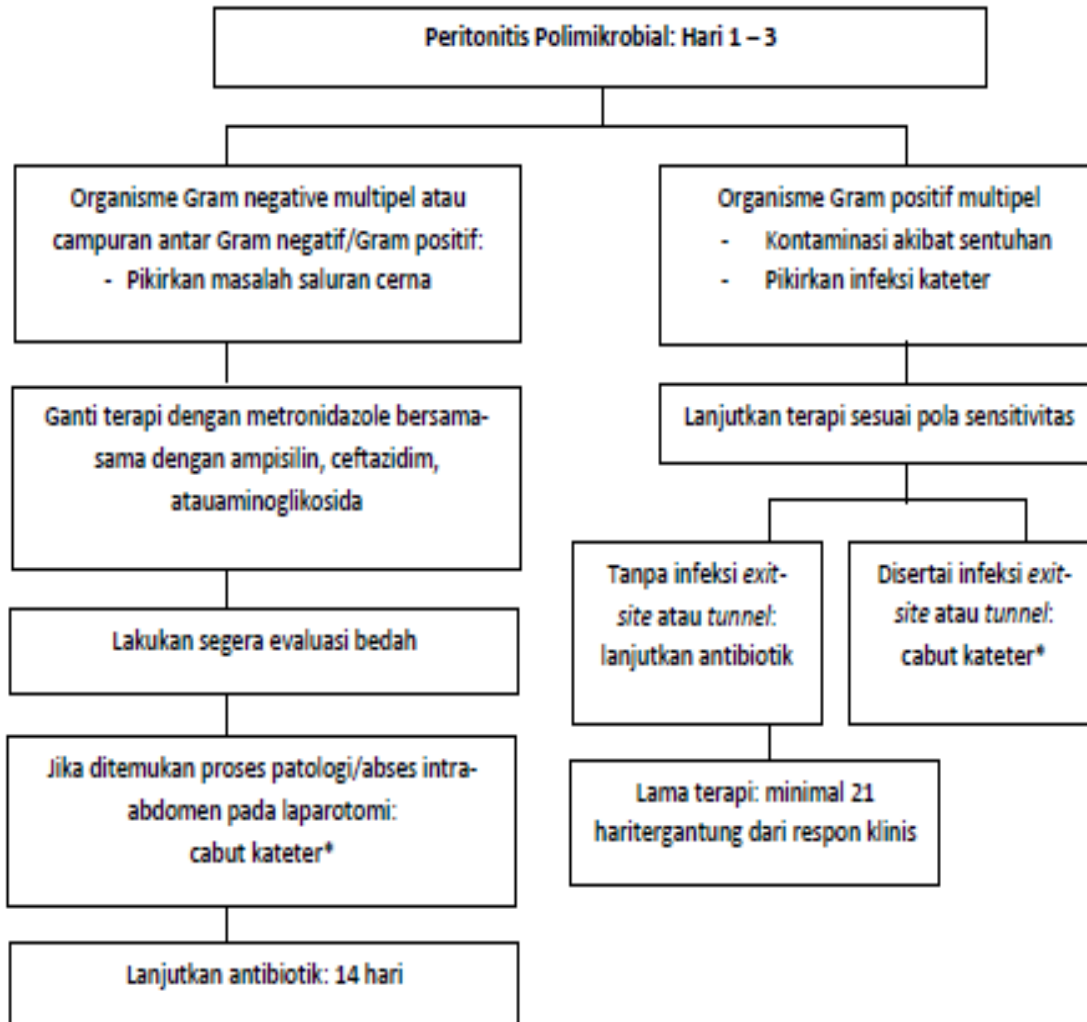 Peritonitis Polimikrobial: Hari 1 – 3
Organisme Gram negative multipel atau
campuran antar Gram negatif/Gram positif:
- Pikirkan masalah saluran cerna
Organisme Gram positif multipel
- Kontaminasi akibat sentuhan
- Pikirkan infeksi kateter
Ganti terapi dengan metronidazole bersama-
sama dengan ampisilin, ceftazidim,
atauaminoglikosida
Lanjutkan terapi sesuai pola sensitivitas
Lakukan segera evaluasi bedah
Tanpa infeksi exit-
site atau tunnel:
lanjutkan antibiotik
Disertai infeksi exit-
site atau tunnel:
cabut kateter*
Jika ditemukan proses patologi/abses intra-
abdomen pada laparotomi:
cabut kateter*
Lama terapi: minimal 21
haritergantung dari respon klinis
Lanjutkan antibiotik: 14 hari